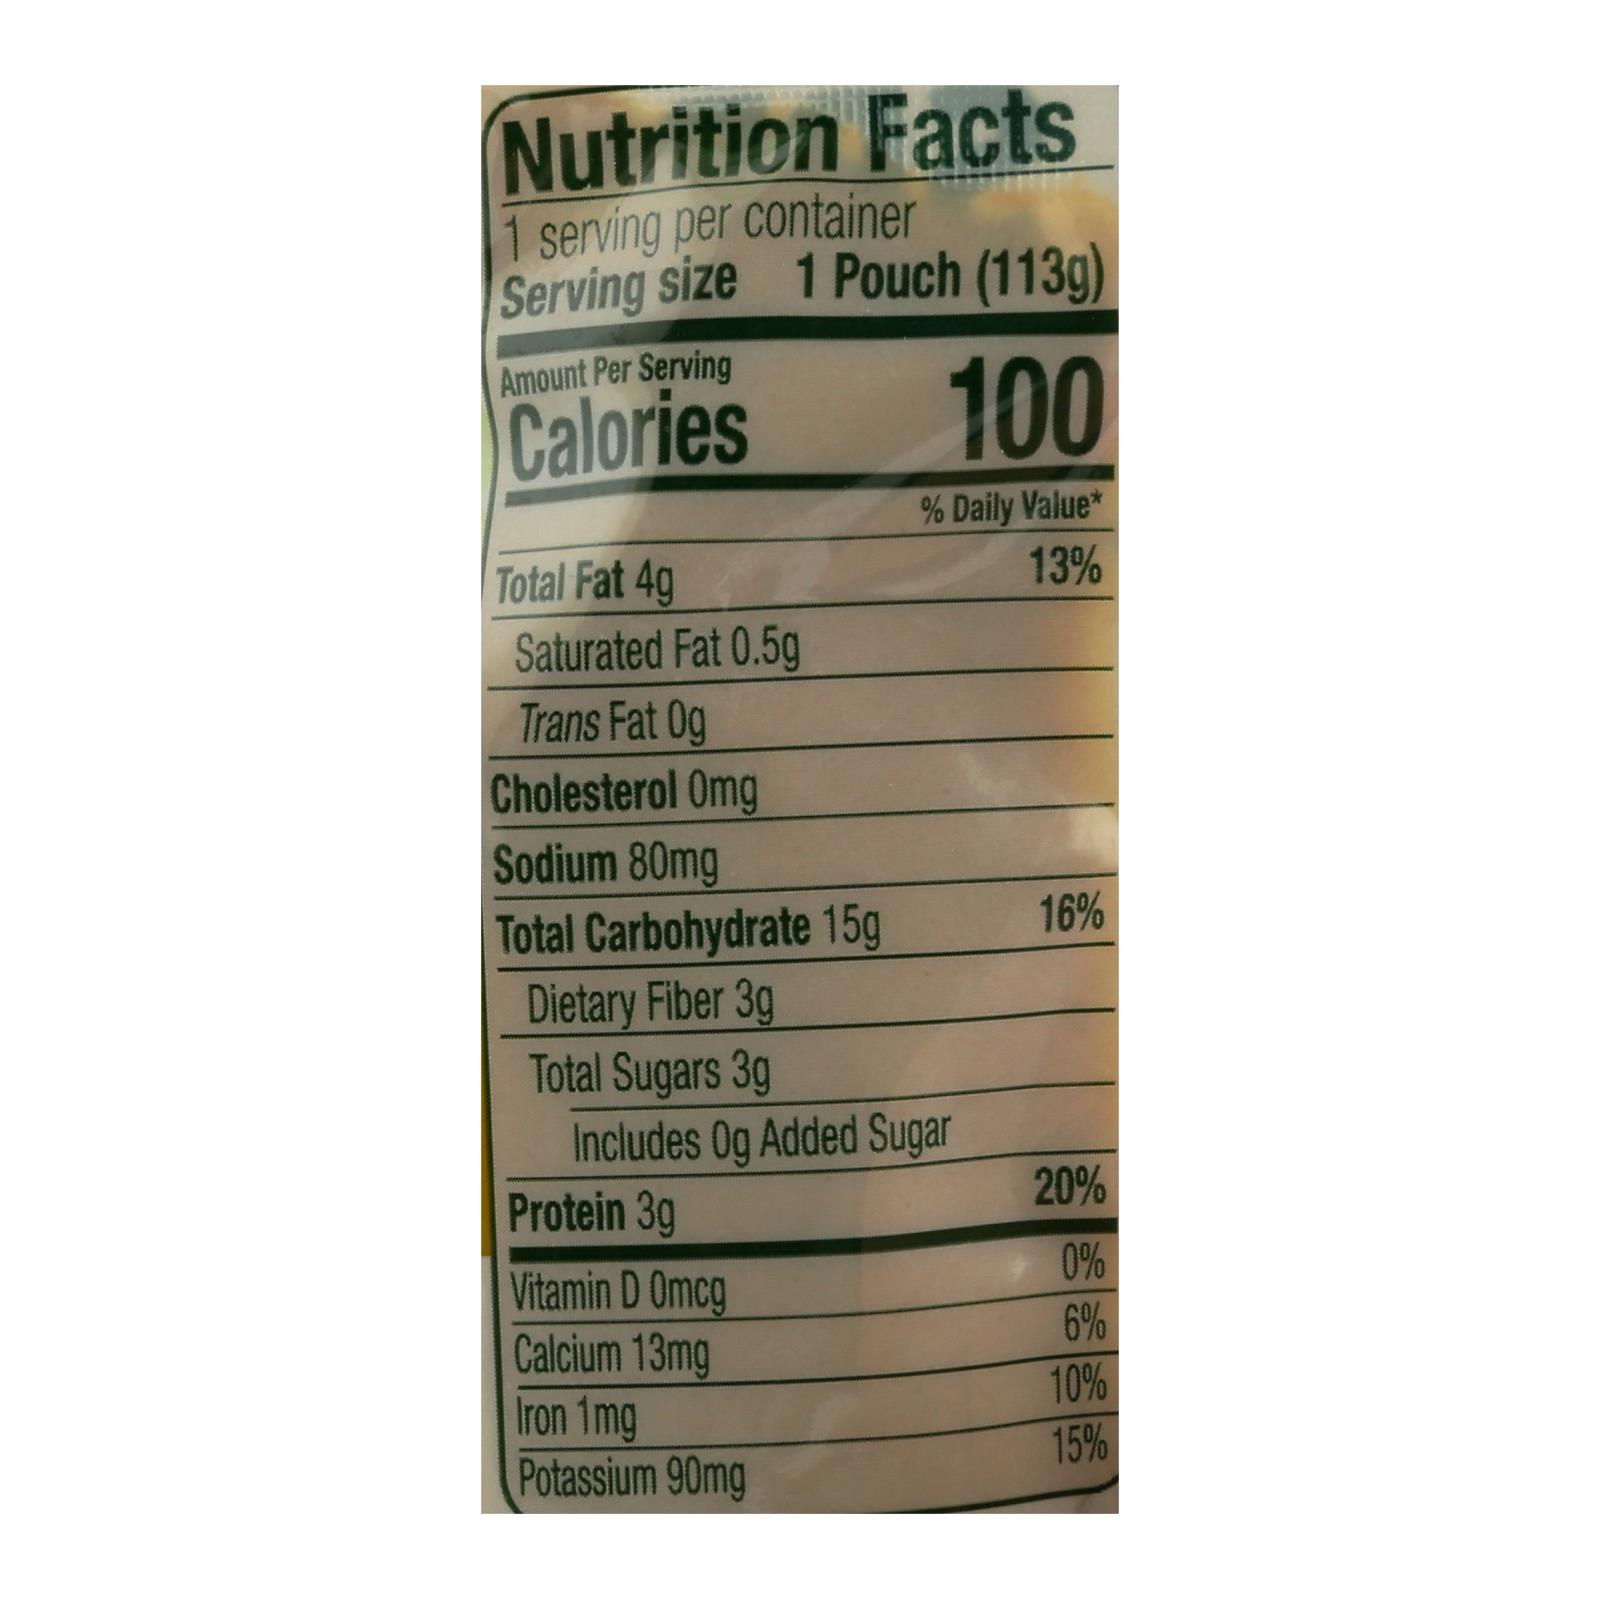 Nutrition Facts
1 serving per container
Serving size 1 Pouch (113g)
Amount Per Serving
Calories 100
% Daily Value*
Total Fat 4g 13%
Saturated Fat 0.5g
Trans Fat 0g
Cholesterol 0mg
Sodium 80mg
Total Carbohydrate 15g 16%
Dietary Fiber 3g
Total Sugars 3g
Includes 0g Added Sugar
Protein 3g 20%
Vitamin D 0mcg 0%
Calcium 13mg 6%
Iron 1mg 10%
Potassium 90mg 15%